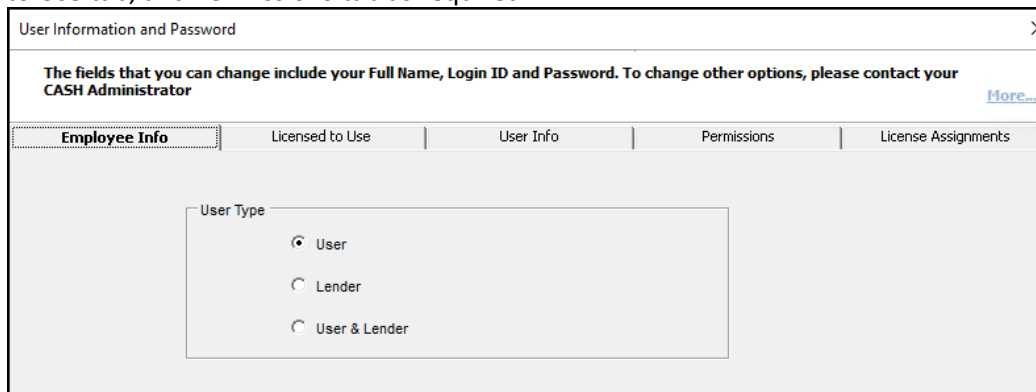 User Information and Password
The fields that you can change include your Full Name, Login ID and Password. To change other options, please contact your
CASH Administrator
More...
Employee Info Licensed to Use User Info Permissions License Assignments
User Type
User
Lender
User & Lender